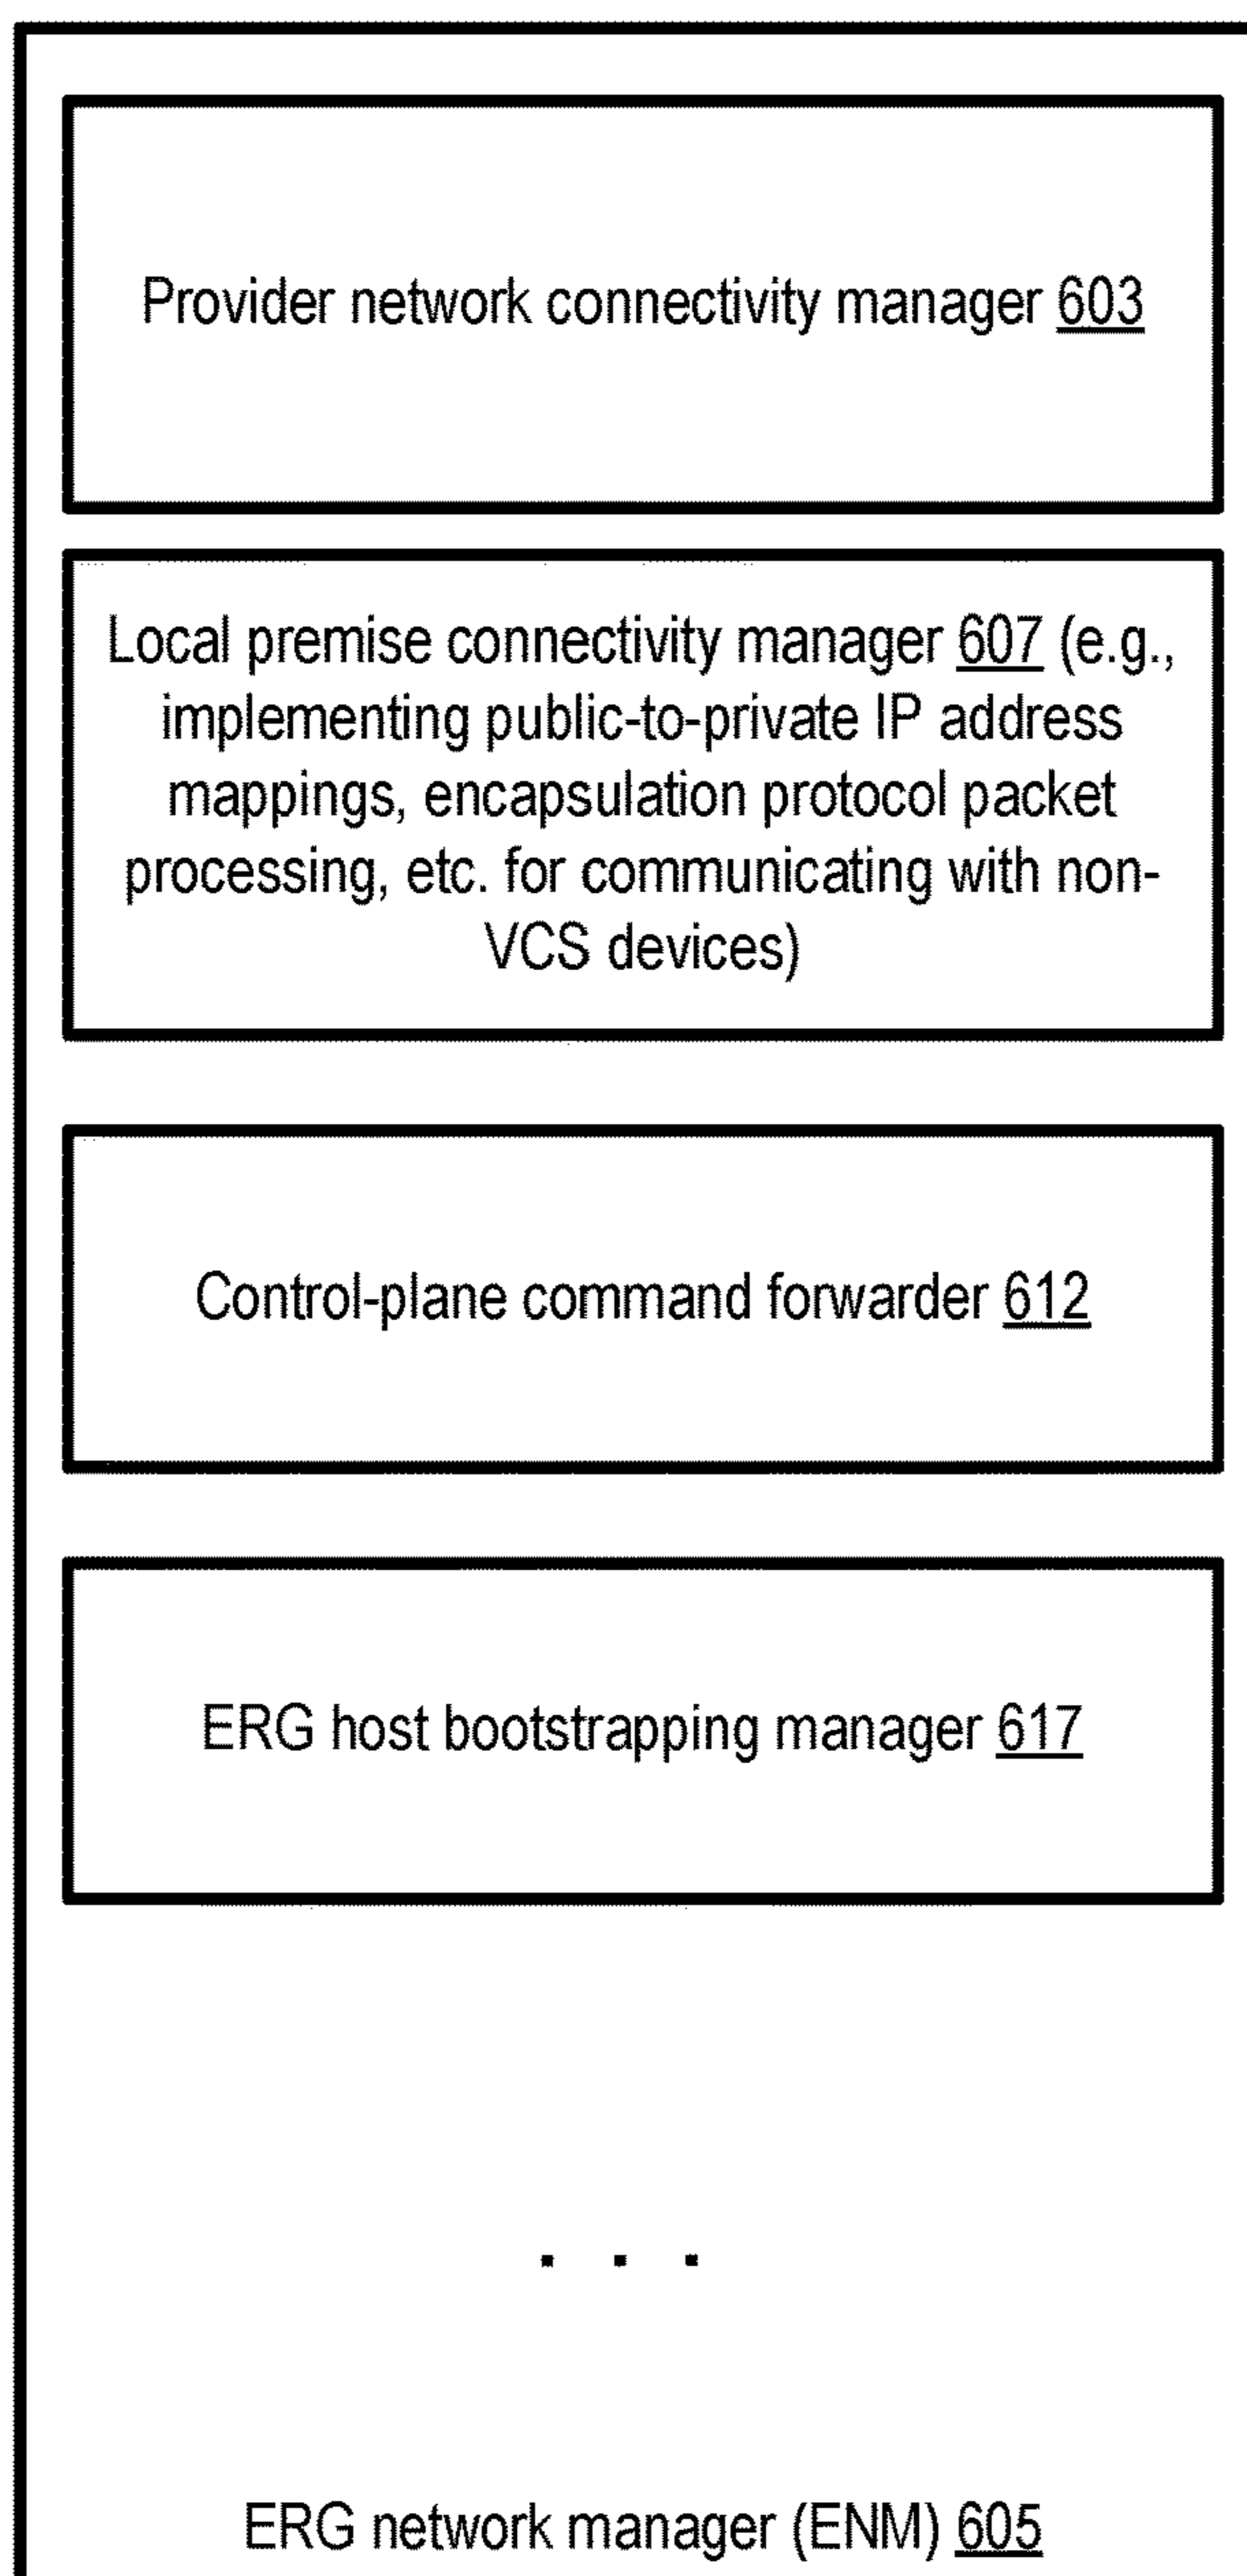 Provider network connectivity manager 603
Local premise connectivity manager 607 (e.g.,
implementing public-to-private IP address
mappings, encapsulation protocol packet
processing, etc. for communicating with non-
VCS devices)
Control-plane command forwarder 612
ERG host bootstrapping manager 617
. . .
ERG network manager (ENM) 605